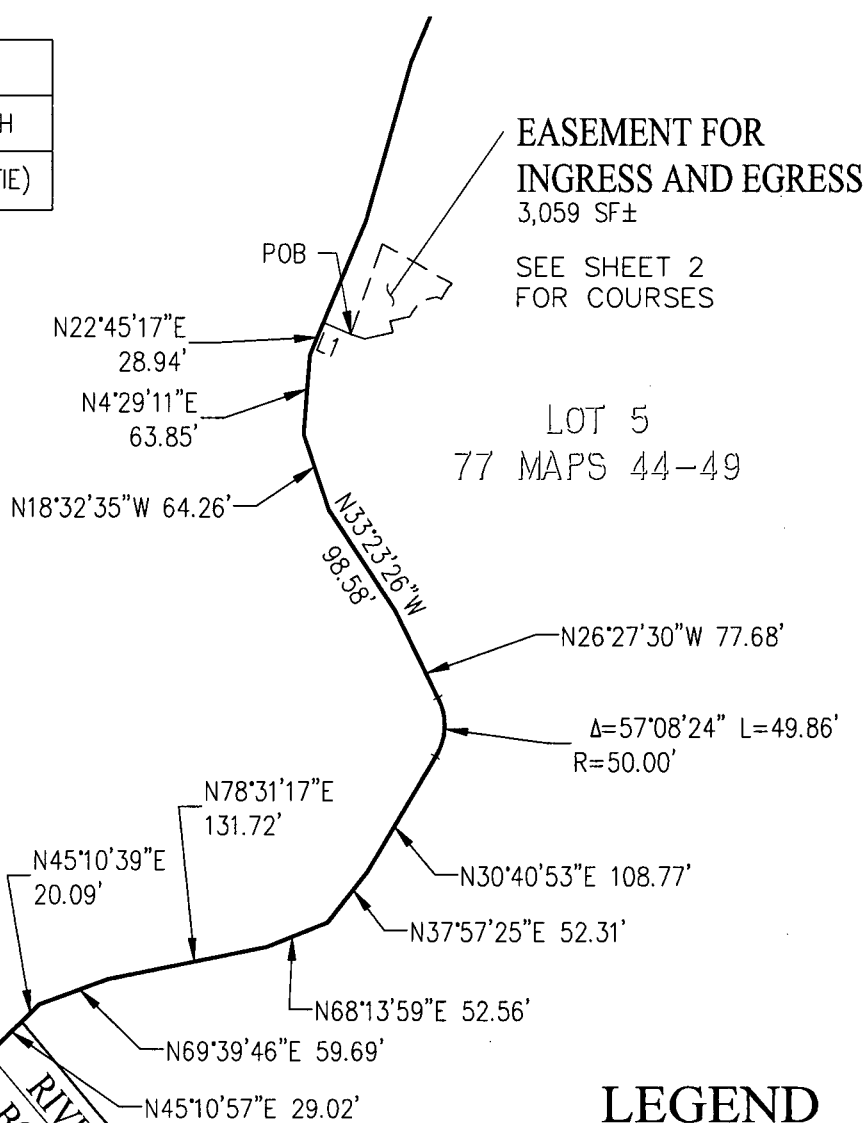 H
TIE)
EASEMENT FOR
INGRESS AND EGRESS
3,059 SF±
SEE SHEET 2
FOR COURSES
POB
L1
N22°45'17"E
28.94'
N4°29'11"E
63.85'
LOT 5
77 MAPS 44-49
N18°32'35"W 64.26'
N33°23'26"W
98.58'
N26°27'30"W 77.68'
Δ=57°08'24" L=49.86'
R=50.00'
N78°31'17"E
131.72'
N45°10'39"E
20.09'
N30°40'53"E 108.77'
N37°57'25"E 52.31'
N68°13'59"E 52.56'
N69°39'46"E 59.69'
N45°10'57"E 29.02'
RIV
LEGEND